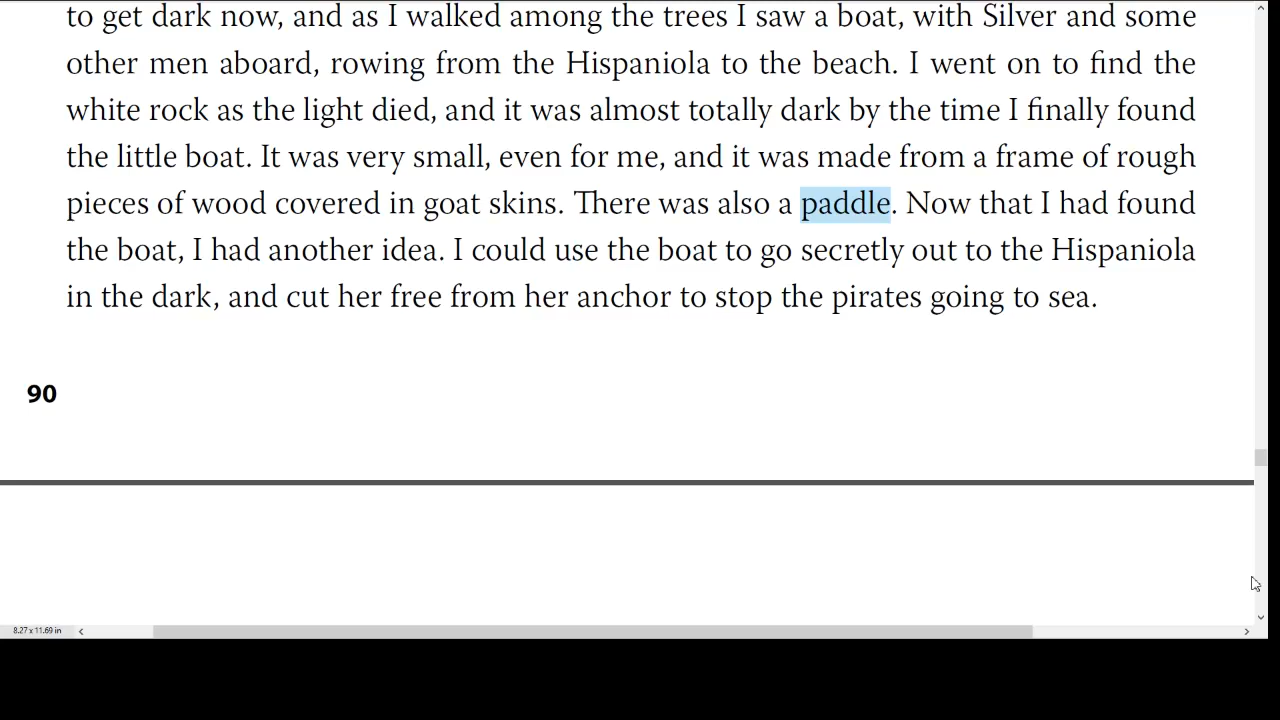 to get dark now, and as I walked among the trees I saw a boat, with Silver and some
other men aboard, rowing from the Hispaniola to the beach. I went on to find the
white rock as the light died, and it was almost totally dark by the time I finally found
the little boat. It was very small, even for me, and it was made from a frame of rough
pieces of wood covered in goat skins. There was also a paddle. Now that I had found
the boat, I had another idea. I could use the boat to go secretly out to the Hispaniola
in the dark, and cut her free from her anchor to stop the pirates going to sea.
90
8.27 x 11.69 in